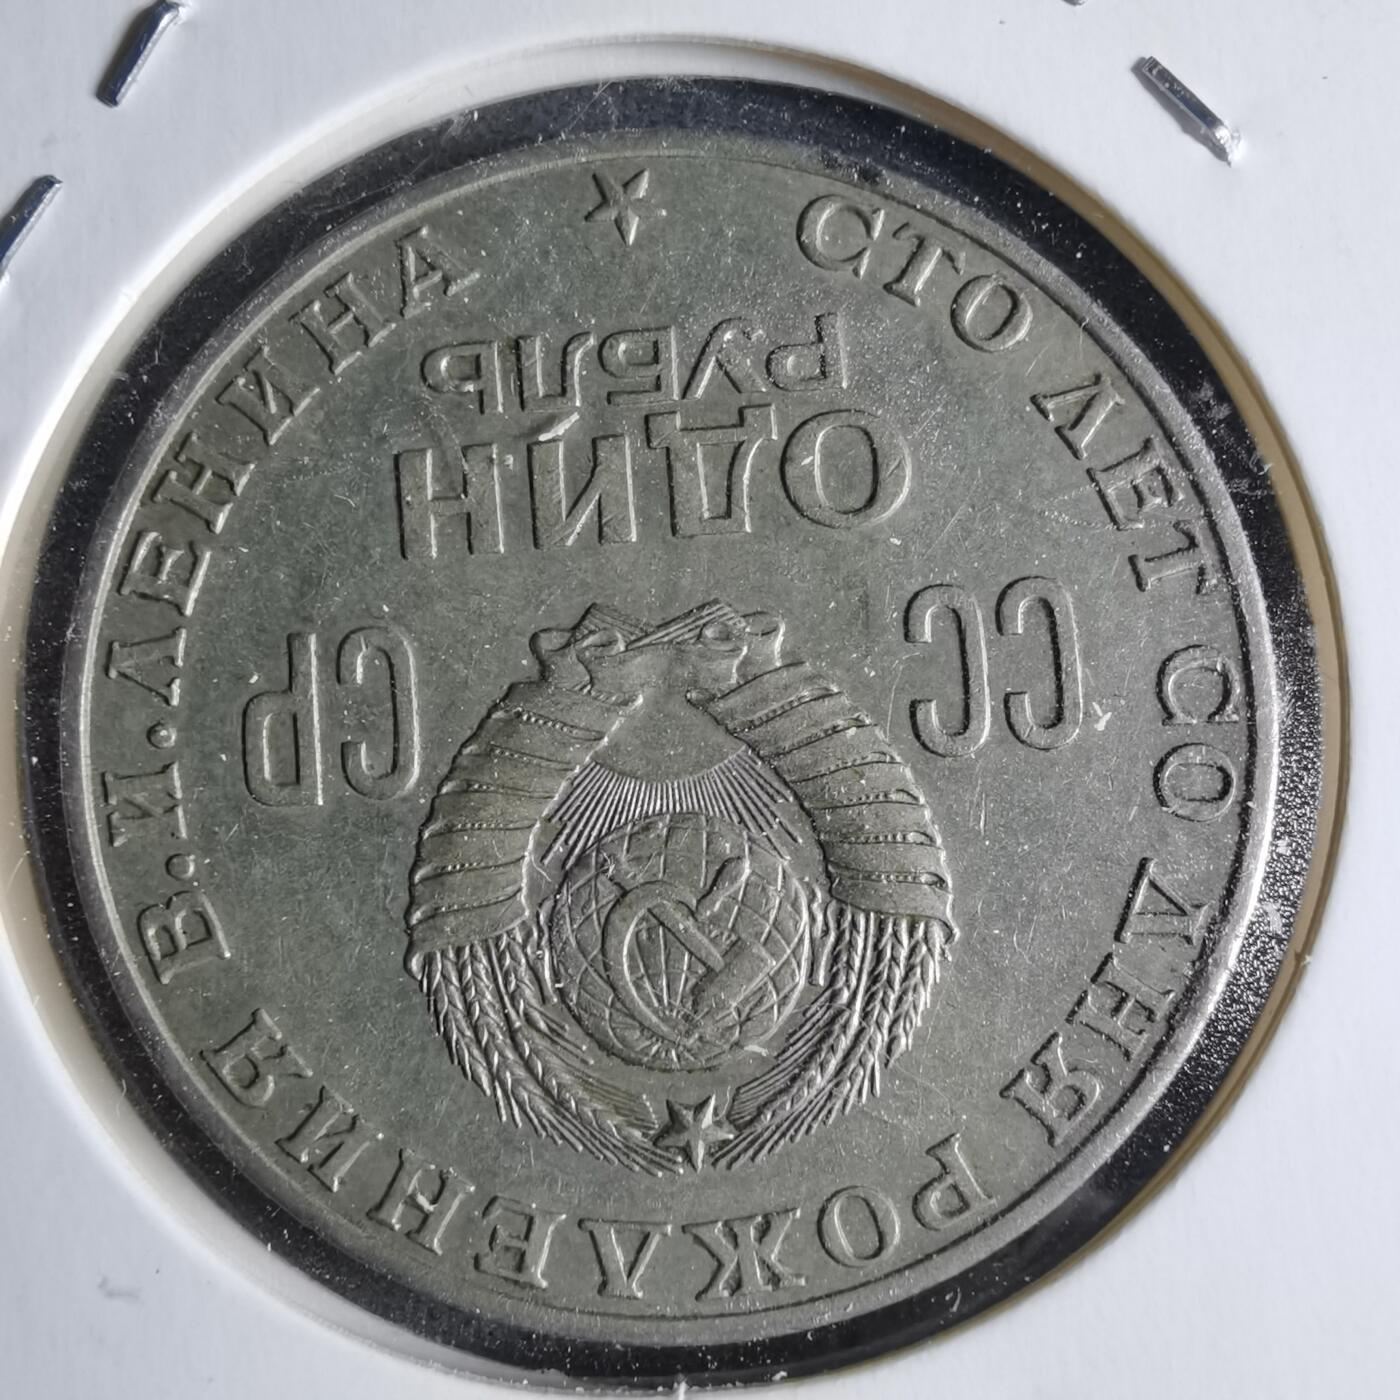 СТО ЛЕТ СО ДНЯ РОЖДЕНИЯ В.И.ЛЕНИНА
СС СР
ОДИН
РУБЛЬ